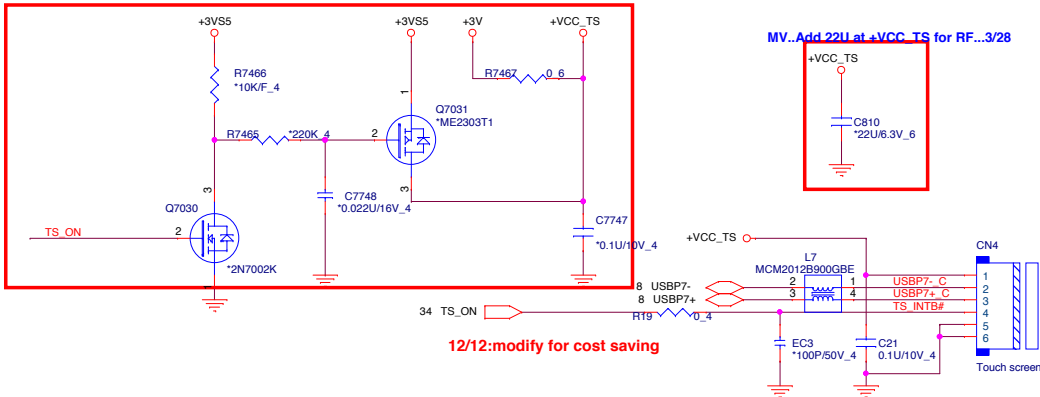 +3VS5
+3VS5
+3V
+VCC_TS
MV..Add 22U at +VCC_TS for RF...3/28
+VCC_TS
R7466
*10K/F_4
R7467
0_6
1
Q7031
*ME2303T1
C810
*22U/6.3V_6
R7465
*220K_4
2
3
3
Q7030
C7748
*0.022U/16V_4
C7747
*0.1U/10V_4
TS_ON
2
*2N7002K
1
+VCC_TS
CN4
L7
MCM2012B900GBE
8 USBP7-
2
1
USBP7-_C
8 USBP7+
3
4
USBP7+_C
TS_INTB#
1
2
3
4
5
6
34 TS_ON
R19
0_4
12/12:modify for cost saving
EC3
*100P/50V_4
C21
0.1U/10V_4
Touch screen